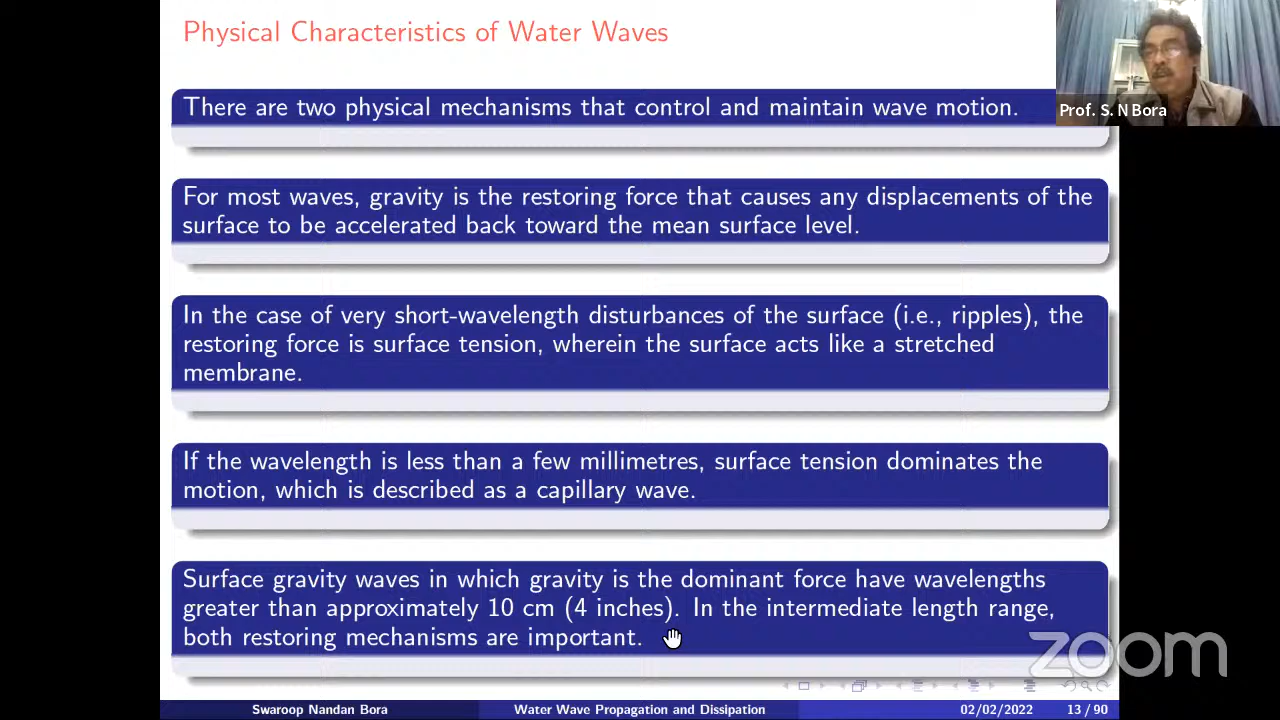 Physical Characteristics of Water Waves
There are two physical mechanisms that control and maintain wave motion.
Prof. S. N Bora
For most waves, gravity is the restoring force that causes any displacements of the
surface to be accelerated back toward the mean surface level.
In the case of very short-wavelength disturbances of the surface (i.e., ripples), the
restoring force is surface tension, wherein the surface acts like a stretched
membrane.
If the wavelength is less than a few millimetres, surface tension dominates the
motion, which is described as a capillary wave.
Surface gravity waves in which gravity is the dominant force have wavelengths
greater than approximately 10 cm (4 inches). In the intermediate length range,
both restoring mechanisms are important.
zoom
Swaroop Nandan Bora Water Wave Propagation and Dissipation 02/02/2022 13 / 90